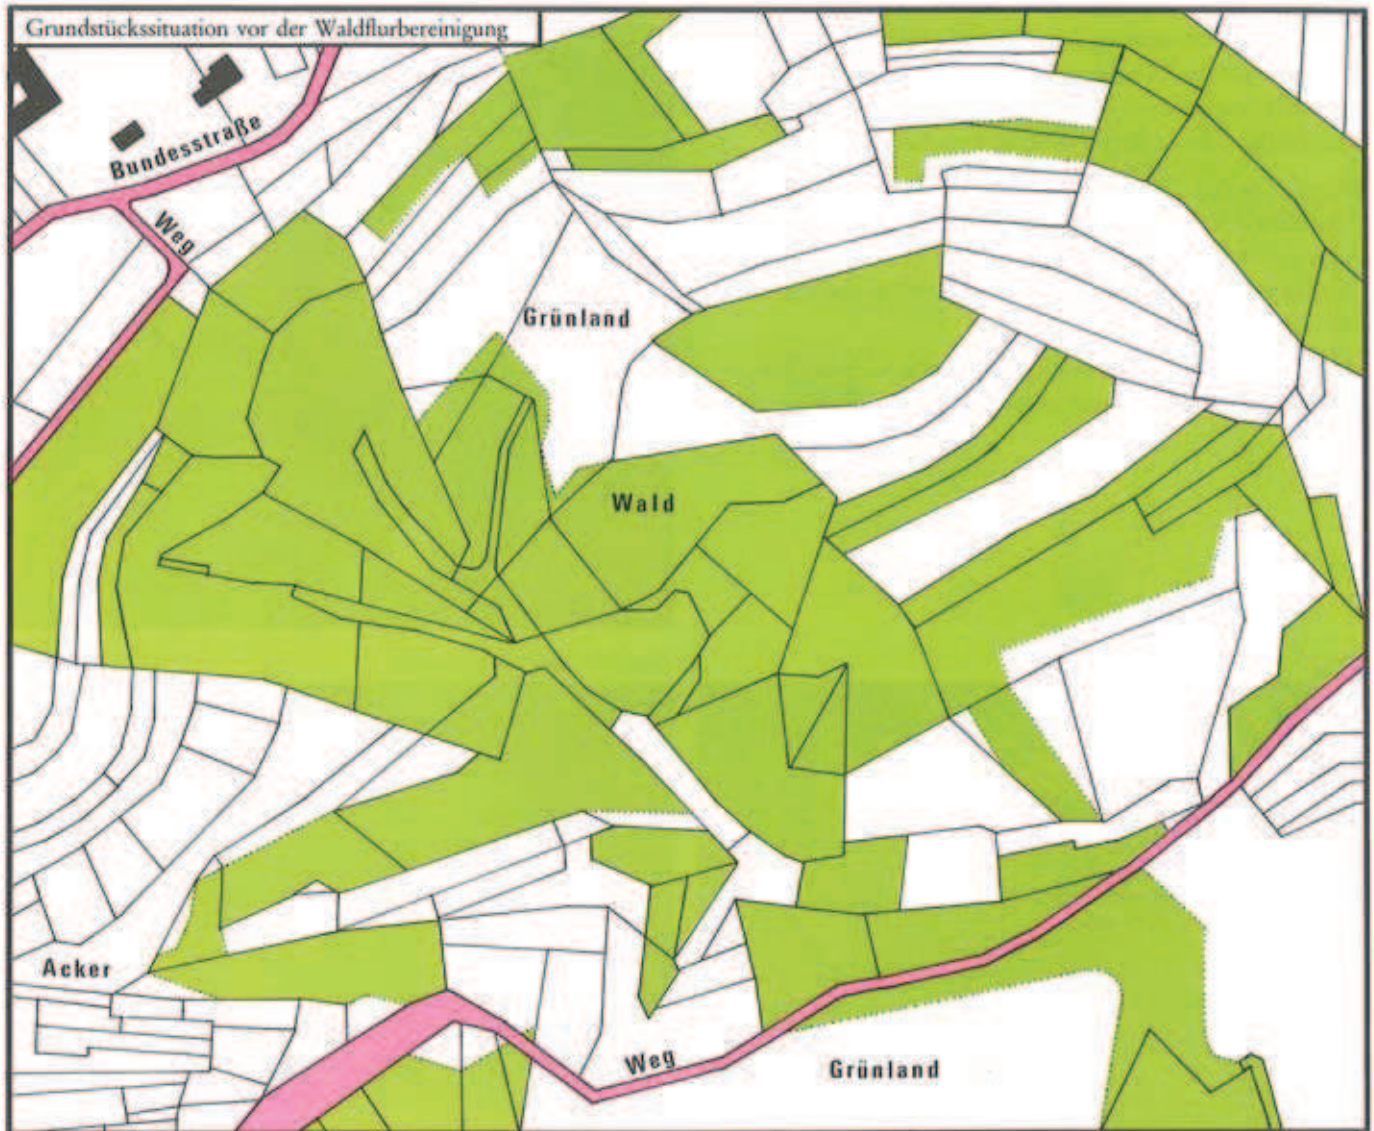 Grundstückssituation vor der Waldflurbereinigung
Bundesstraße
Weg
Grünland
Wald
Acker
Weg
Grünland